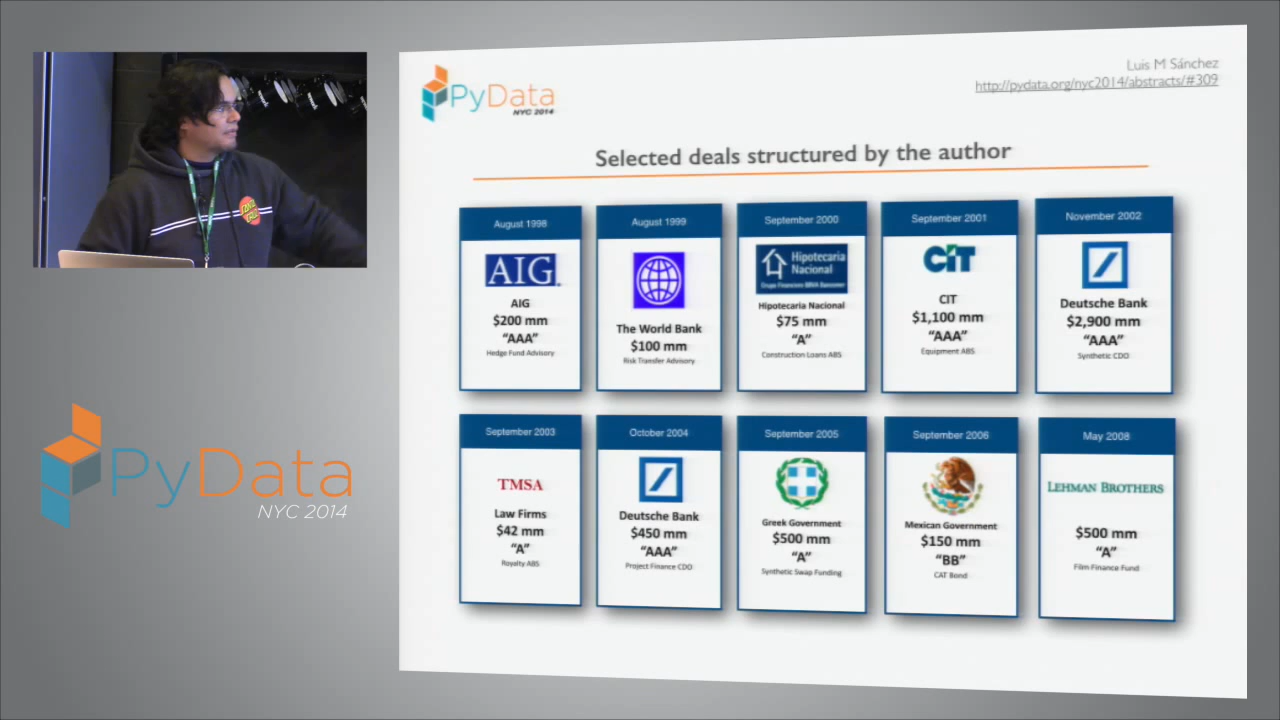 PyData
NYC 2014
Luis M Sánchez
http://pydata.org/nyc2014/abstracts/#309
Selected deals structured by the author
August 1998
AIG
AIG
$200 mm
“AAA”
Hedge Fund Advisory
August 1999
The World Bank
$100 mm
Risk Transfer Advisory
September 2000
Hipotecaria
Nacional
Grupo Financiero BBVA Bancomer
Hipotecaria Nacional
$75 mm
“A”
Construction Loans ABS
September 2001
CIT
CIT
$1,100 mm
“AAA”
Equipment ABS
November 2002
Deutsche Bank
$2,900 mm
“AAA”
Synthetic CDO
September 2003
TMSA
Law Firms
$42 mm
“A”
Royalty ABS
October 2004
Deutsche Bank
$450 mm
“AAA”
Project Finance CDO
September 2005
Greek Government
$500 mm
“A”
Synthetic Swap Funding
September 2006
Mexican Government
$150 mm
“BB”
CAT Bond
May 2008
LEHMAN BROTHERS
$500 mm
“A”
Film Finance Fund
PyData
NYC 2014